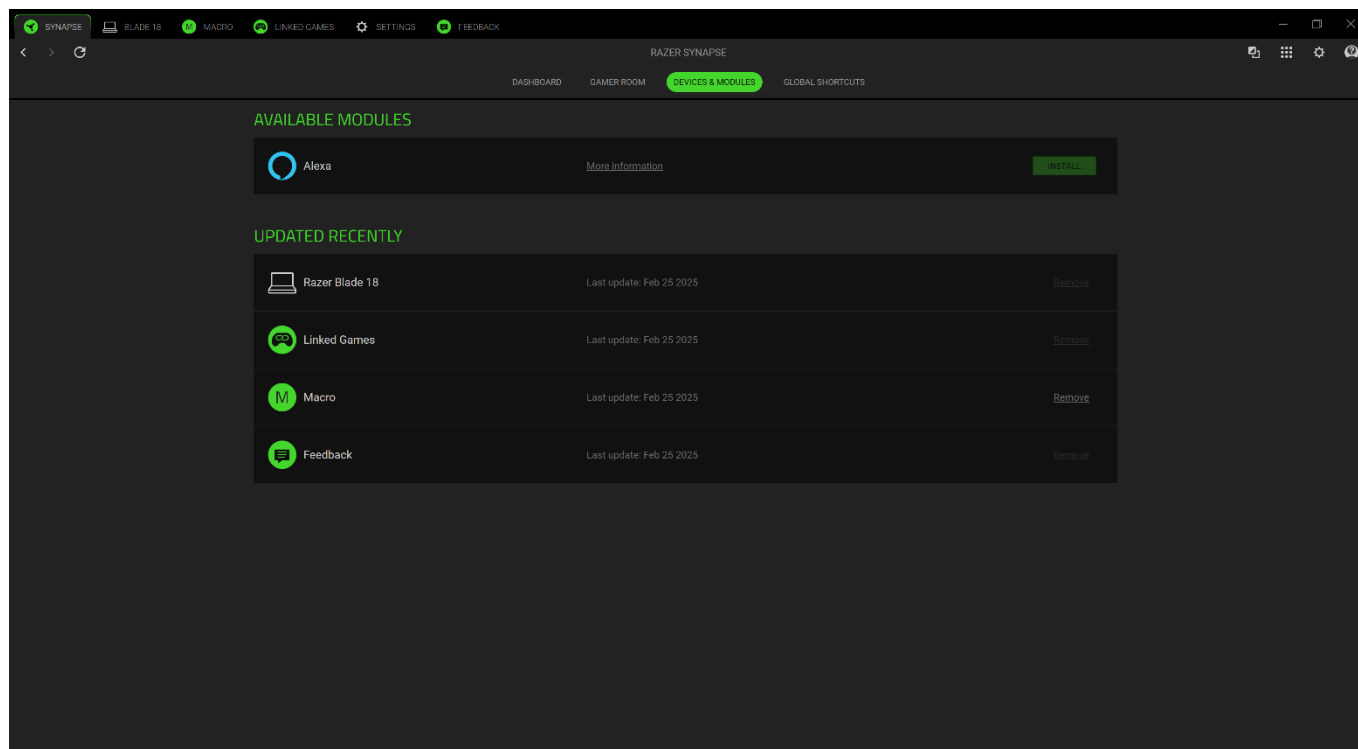 SYNAPSE BLADE 18 M MACRO LINKED GAMES SETTINGS FEEDBACK
RAZER SYNAPSE
DASHBOARD GAMER ROOM DEVICES & MODULES GLOBAL SHORTCUTS
AVAILABLE MODULES
Alexa More information INSTALL
UPDATED RECENTLY
Razer Blade 18 Last update: Feb 25 2025 Remove
Linked Games Last update: Feb 25 2025 Remove
M Macro Last update: Feb 25 2025 Remove
Feedback Last update: Feb 25 2025 Remove